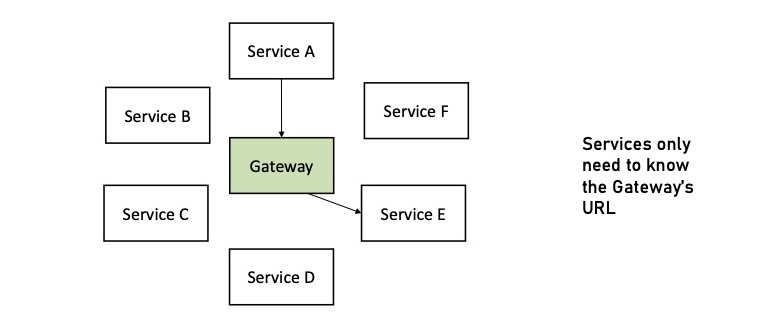 Service A
Service B
Service F
Gateway
Services only
need to know
the Gateway's
URL
Service C
Service E
Service D